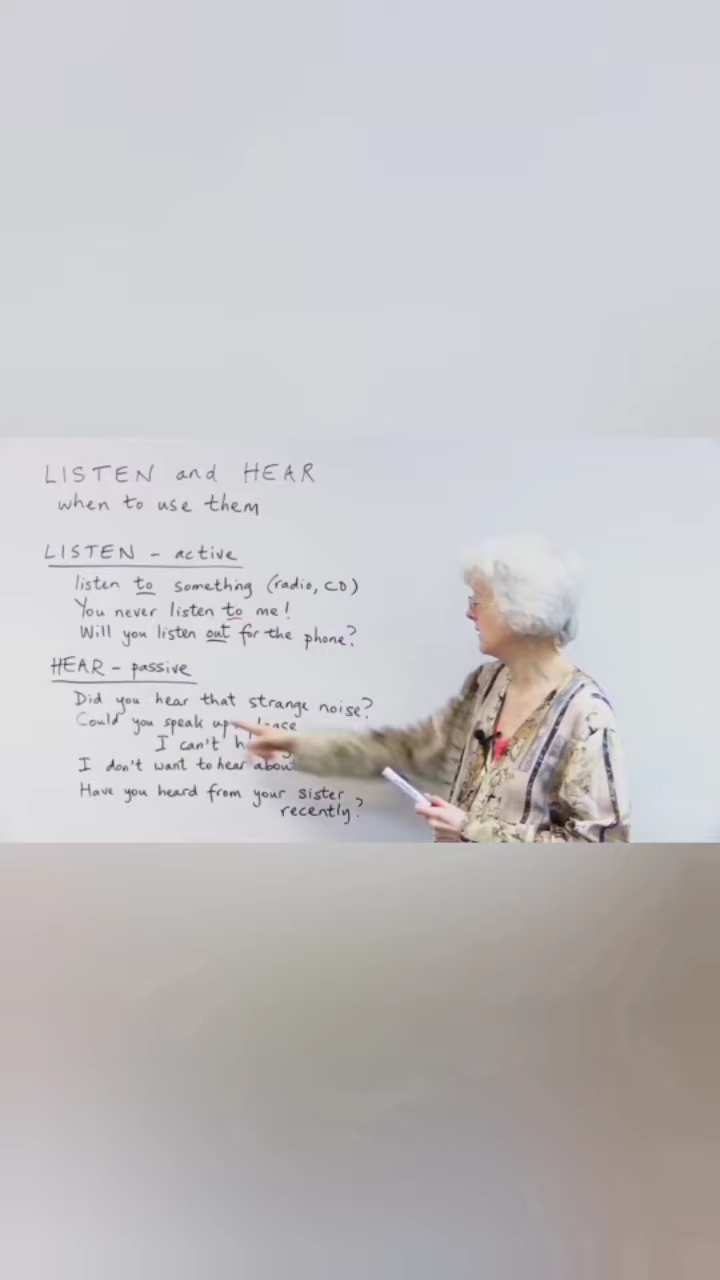 LISTEN and HEAR
when to use them
LISTEN - active
listen to something (radio, CD)
You never listen to me!
Will you listen out for the phone?
HEAR - passive
Did you hear that strange noise?
Could you speak up
I can't
I don't want to hear about
Have you heard from your sister
recently?